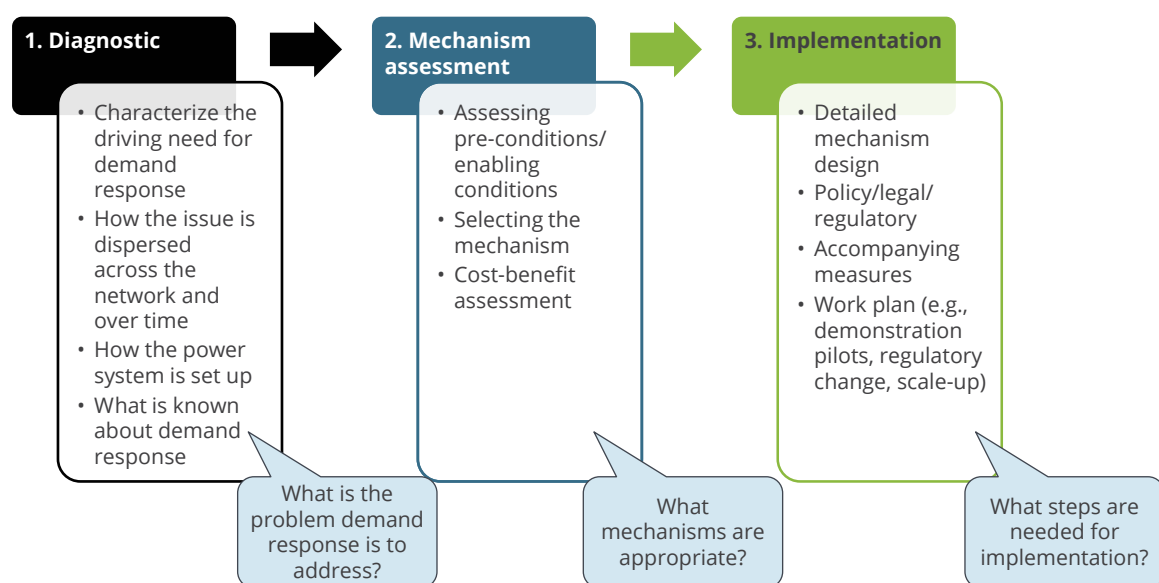 1. Diagnostic
• Characterize the
driving need for
demand
response
• How the issue is
dispersed
across the
network and
over time
• How the power
system is set up
• What is known
about demand
response
What is the
problem demand
response is to
address?
2. Mechanism
assessment
• Assessing
pre-conditions/
enabling
conditions
• Selecting the
mechanism
• Cost-benefit
assessment
What
mechanisms are
appropriate?
3. Implementation
• Detailed
mechanism
design
• Policy/legal/
regulatory
• Accompanying
measures
• Work plan (e.g.,
demonstration
pilots, regulatory
change, scale-up)
What steps are
needed for
implementation?